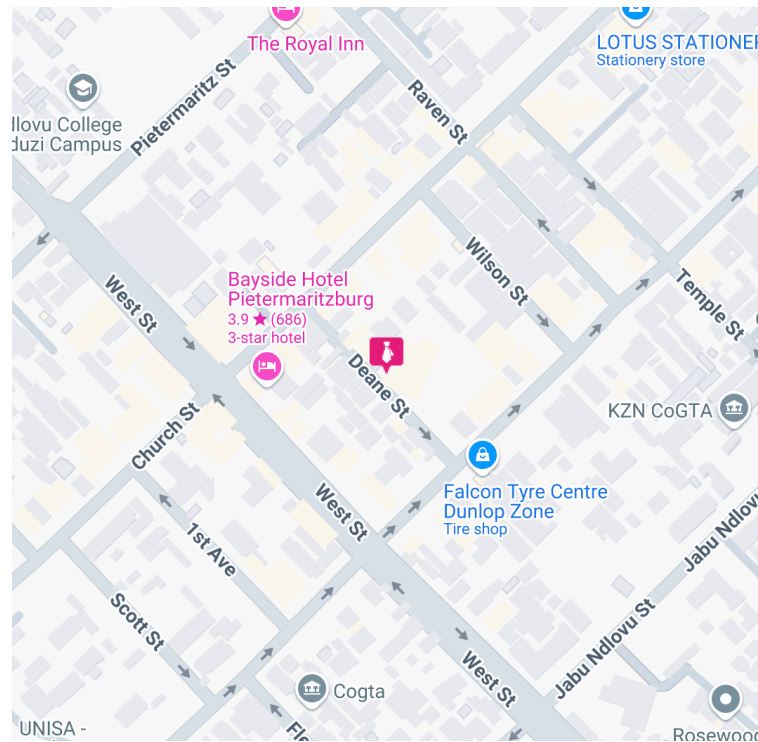 The Royal Inn
LOTUS STATIONER
Stationery store
Pietermaritz St
Raven St
dlovu College
duzi Campus
Wilson St
West St
Bayside Hotel
Pietermaritzburg
3.9 ★ (686)
3-star hotel
Temple St
Deane St
KZN CoGTA
Church St
Falcon Tyre Centre
Dunlop Zone
Tire shop
West St
1st Ave
Jabu Ndlovu
Scott St
Jabu Ndlovu St
West St
Cogta
UNISA -
Fle
Rosewood